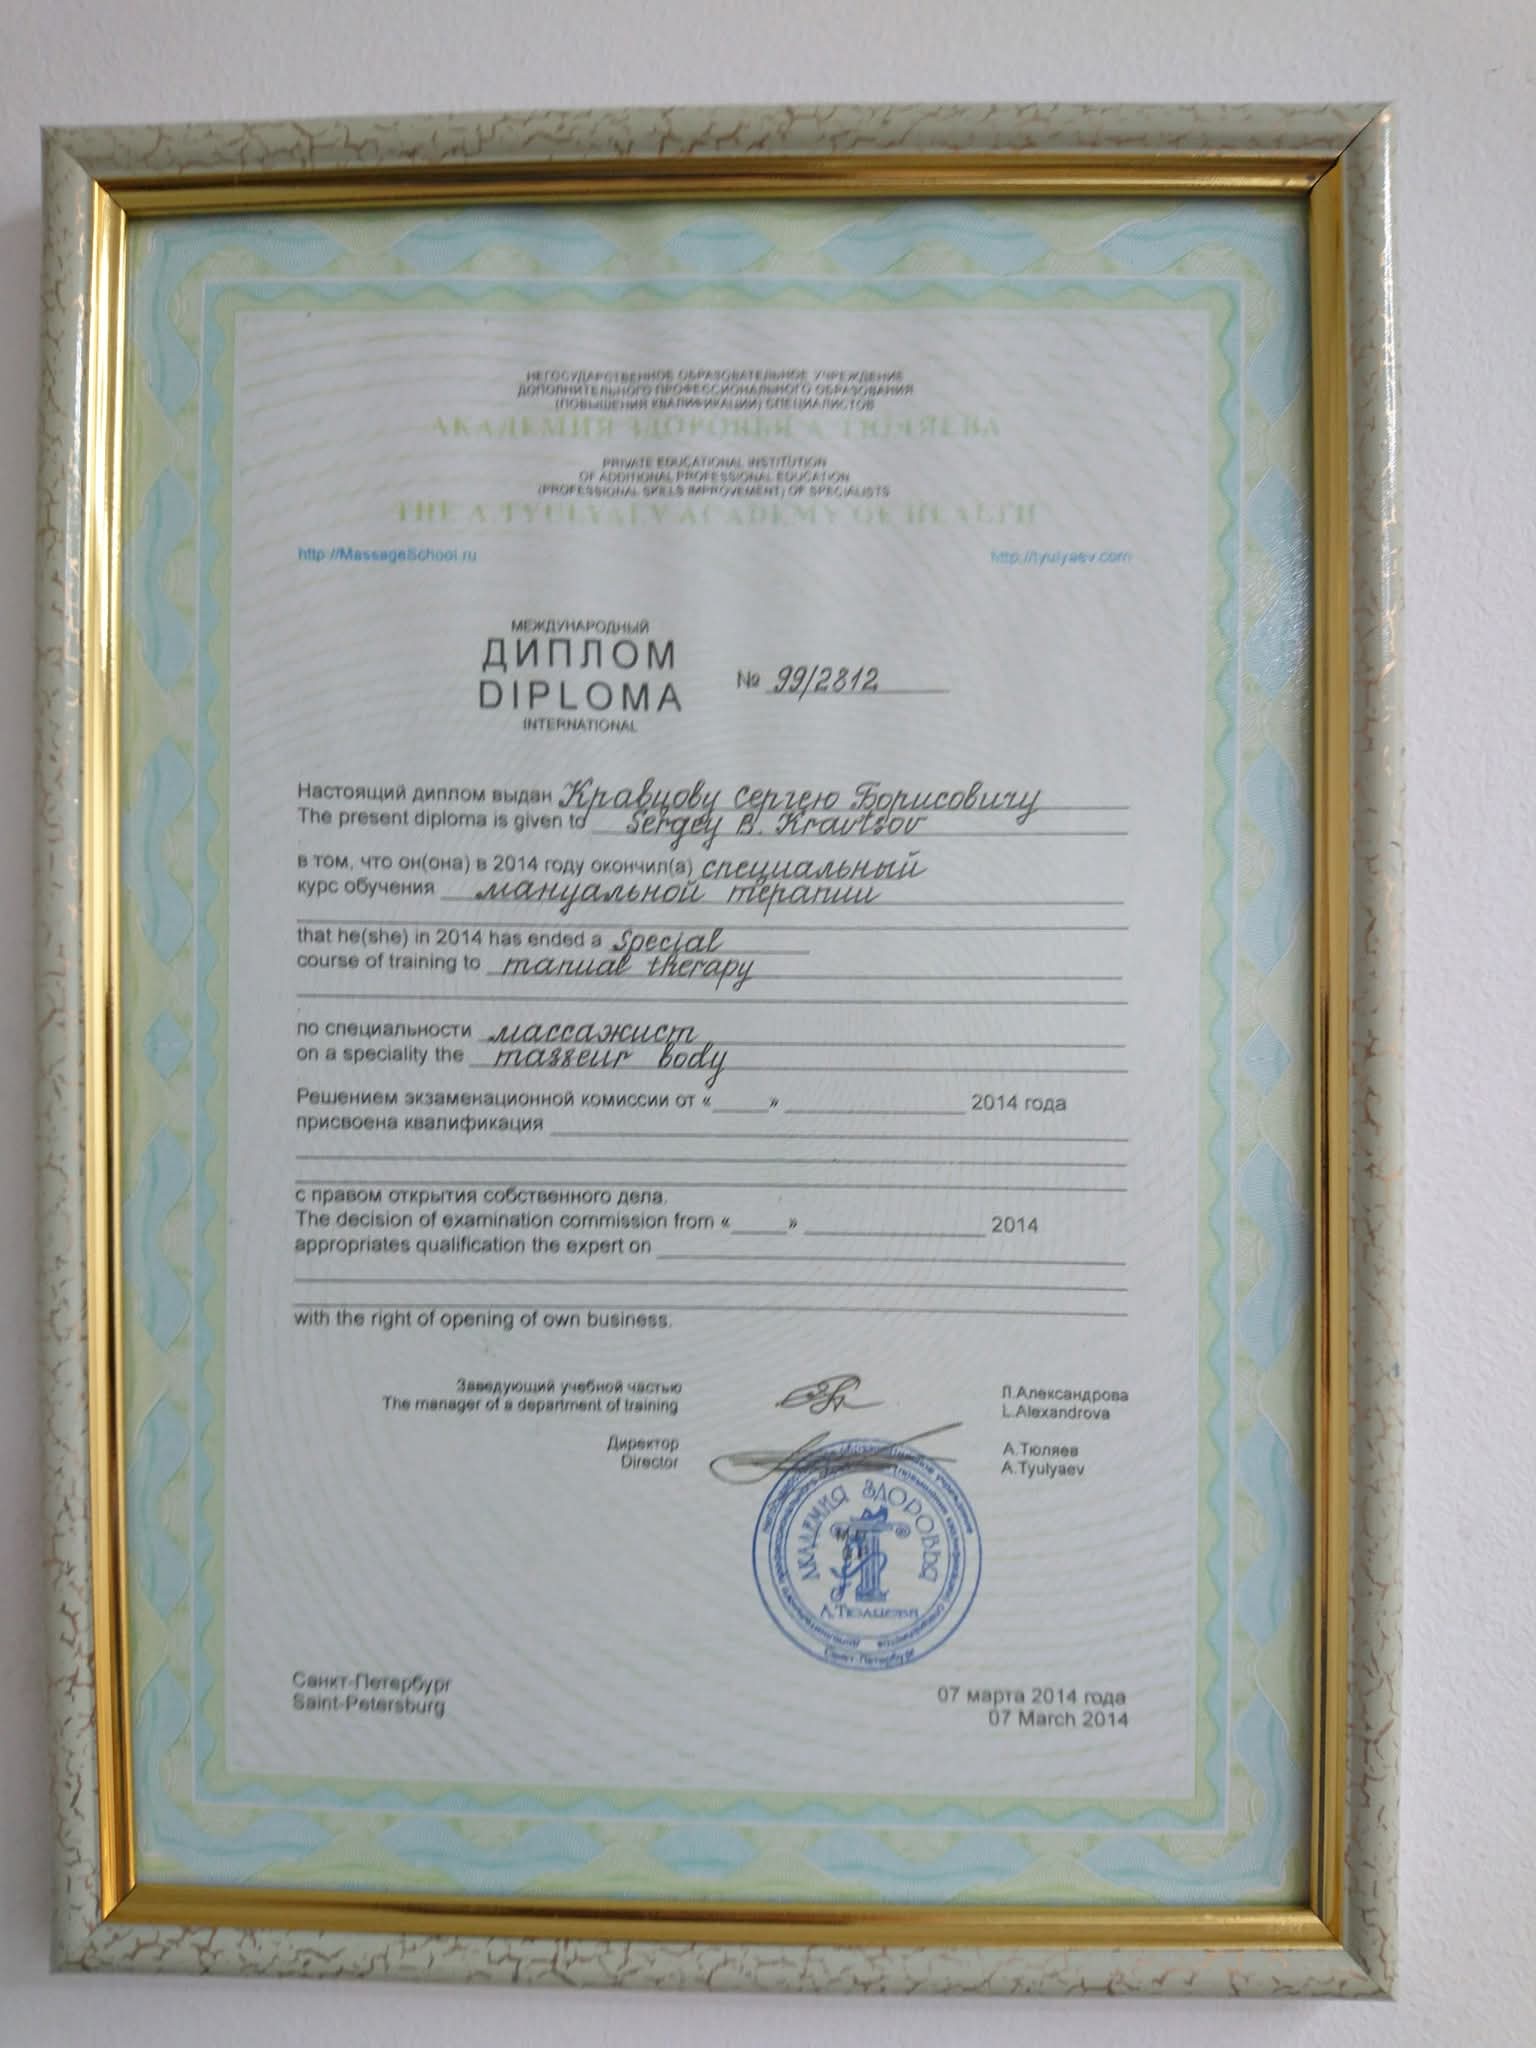 НЕГОСУДАРСТВЕННОЕ ОБРАЗОВАТЕЛЬНОЕ УЧРЕЖДЕНИЕ
ДОПОЛНИТЕЛЬНОГО ПРОФЕССИОНАЛЬНОГО ОБРАЗОВАНИЯ
(ПОВЫШЕНИЯ КВАЛИФИКАЦИИ) СПЕЦИАЛИСТОВ
АКАДЕМИЯ ЗДОРОВЬЯ А.ТЮЛЯЕВА
PRIVATE EDUCATIONAL INSTITUTION
OF ADDITIONAL PROFESSIONAL EDUCATION
(PROFESSIONAL SKILLS IMPROVEMENT) OF SPECIALISTS
THE A.TYULYAEV ACADEMY OF HEALTH
http://MassageSchool.ru http://tyulyaev.com
МЕЖДУНАРОДНЫЙ
ДИПЛОМ
№ 99/2812
DIPLOMA
INTERNATIONAL
Настоящий диплом выдан Кравцову Сергею Борисовичу
The present diploma is given to Sergey B. Kravtsov
в том, что он(она) в 2014 году окончил(а) специальный
курс обучения мануальной терапии
that he(she) in 2014 has ended a special
course of training to manual therapy
по специальности массажист
on a speciality the masseur body
Решением экзаменационной комиссии от «____» ____ 2014 года
присвоена квалификация
с правом открытия собственного дела.
The decision of examination commission from «____» ____ 2014
appropriates qualification the expert on
with the right of opening of own business.
Заведующий учебной частью Л.Александрова
The manager of a department of training L.Alexandrova
Директор А.Тюляев
Director A.Tyulyaev
АКАДЕМИЯ ЗДОРОВЬЯ
А.Тюляева
Санкт-Петербург
Санкт-Петербург 07 марта 2014 года
Saint-Petersburg 07 March 2014